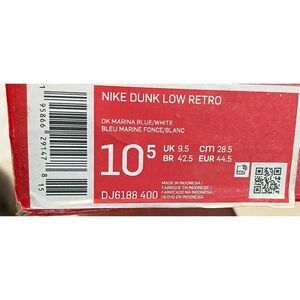 NIKE DUNK LOW RETRO
DK MARINA BLUE/WHITE
BLEU MARINE FONCE/BLANC
10⁵
UK 9.5 cm 28.5
BR 42.5 EUR 44.5
DJ6188 400
MADE IN INDONESIA /
FABRIQUE EN INDONESIE /
FABRICADO EN INDONESIA /
HECHO EN INDONESIA